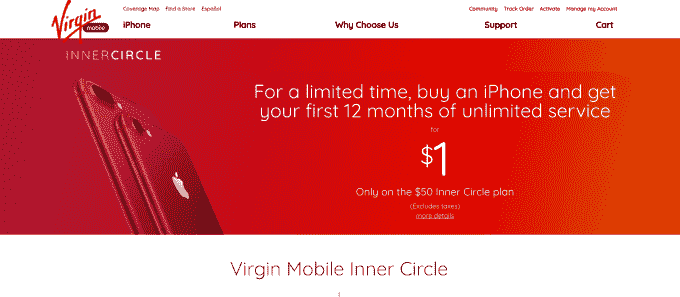 Virgin
mobile
Coverage Map Find a Store Español
Community Track Order Activate Manage my Account
iPhone Plans Why Choose Us Support Cart
INNERCIRCLE
For a limited time, buy an iPhone and get
your first 12 months of unlimited service
for
$1
Only on the $50 Inner Circle plan
(Excludes taxes)
more details
Virgin Mobile Inner Circle